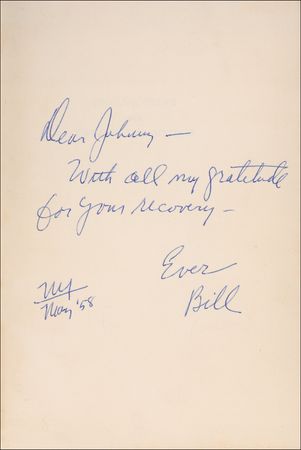 Dear Johnny —
With all my gratitude
for your recovery —
Ever
Bill
NY
May '58